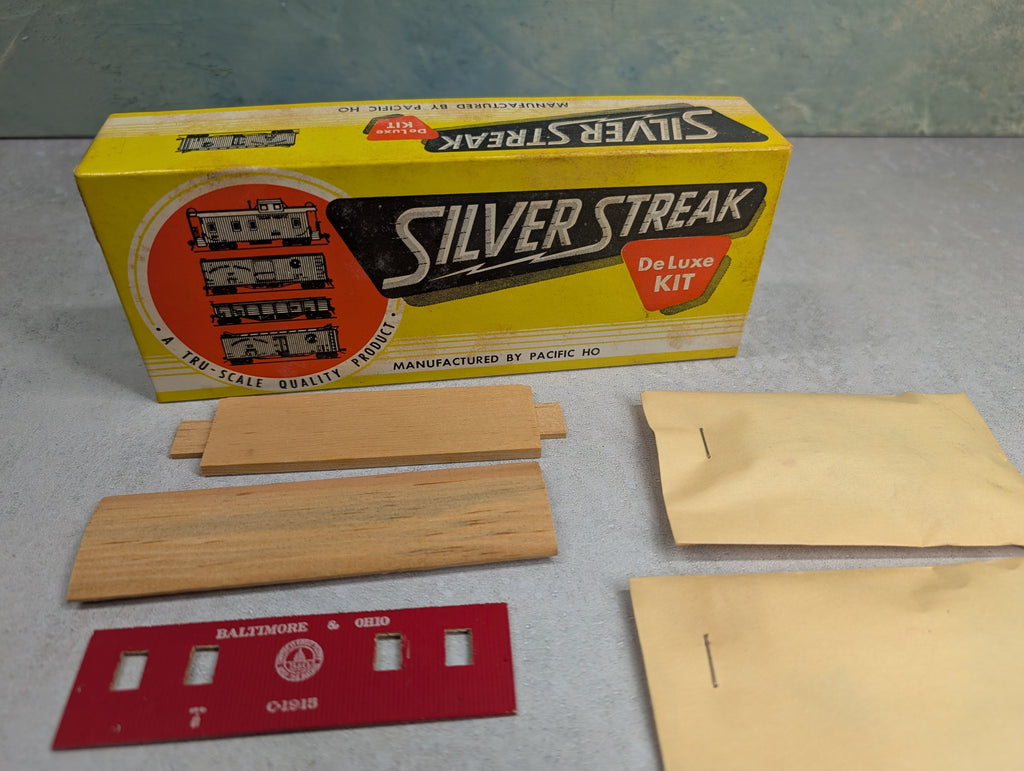 MANUFACTURED BY PACIFIC HO
De Luxe
KIT
SILVER STREAK
SILVER STREAK
De Luxe
KIT
• A TRU-SCALE QUALITY PRODUCT •
MANUFACTURED BY PACIFIC HO
BALTIMORE & OHIO
C-1945